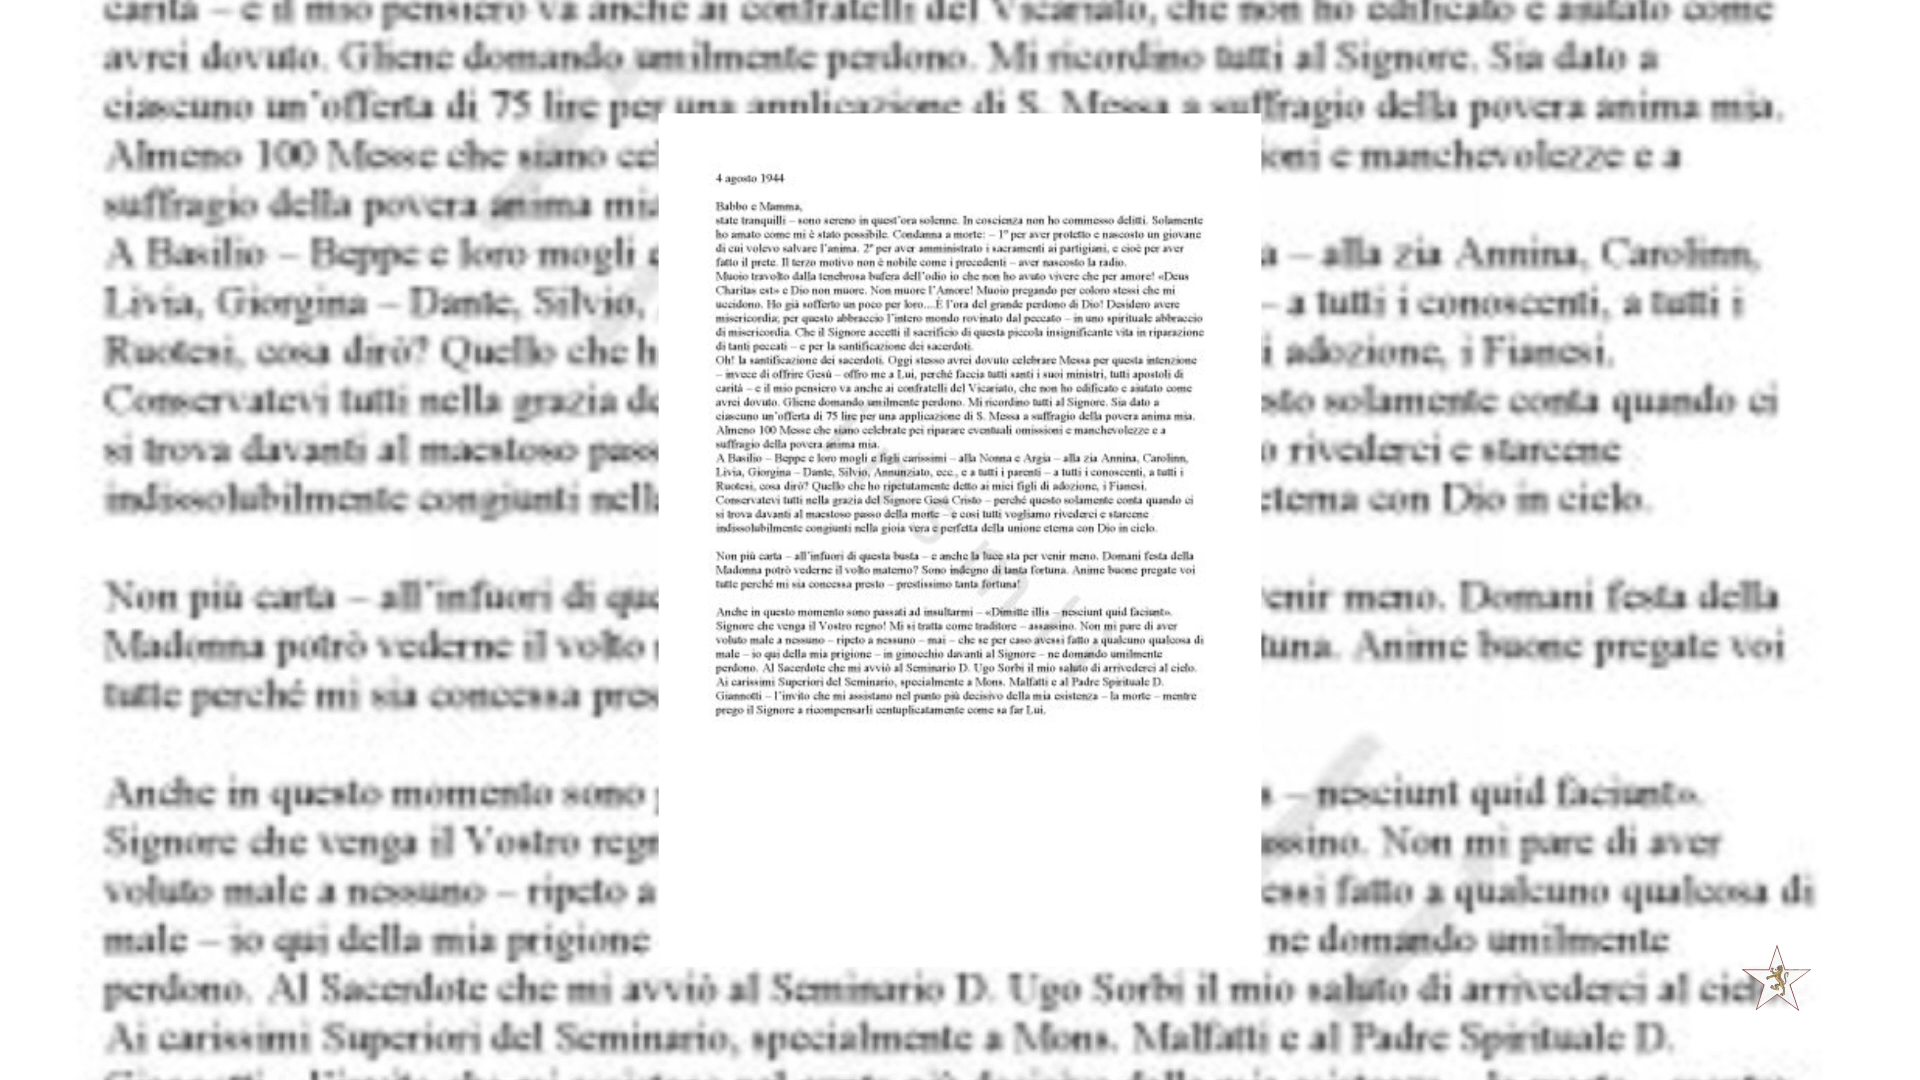 4 agosto 1944
Babbo e Mamma,
state tranquilli – sono sereno in quest'ora solenne. In coscienza non ho commesso delitti. Solamente
ho amato come mi è stato possibile. Condanna a morte: – 1° per aver protetto e nascosto un giovane
di cui volevo salvare l'anima. 2° per aver amministrato i sacramenti ai partigiani, e cioè per aver
fatto il prete. Il terzo motivo non è nobile come i precedenti – aver nascosto la radio.
Muoio travolto dalla tenebrosa bufera dell'odio io che non ho avuto vivere che per amore! «Deus
Charitas est» e Dio non muore. Non muore l'Amore! Muoio pregando per coloro stessi che mi
uccidono. Ho già sofferto un poco per loro…È l'ora del grande perdono di Dio! Desidero avere
misericordia; per questo abbraccio l'intero mondo rovinato dal peccato – in uno spirituale abbraccio
di misericordia. Che il Signore accetti il sacrificio di questa piccola insignificante vita in riparazione
di tanti peccati – e per la santificazione dei sacerdoti.
Oh! la santificazione dei sacerdoti. Oggi stesso avrei dovuto celebrare Messa per questa intenzione
– invece di offrire Gesù – offro me a Lui, perché faccia tutti santi i suoi ministri, tutti apostoli di
carità – e il mio pensiero va anche ai confratelli del Vicariato, che non ho edificato e aiutato come
avrei dovuto. Gliene domando umilmente perdono. Mi ricordino tutti al Signore. Sia dato a
ciascuno un'offerta di 75 lire per una applicazione di S. Messa a suffragio della povera anima mia.
Almeno 100 Messe che siano celebrate pei riparare eventuali omissioni e manchevolezze e a
suffragio della povera anima mia.
A Basilio – Beppe e loro mogli e figli carissimi – alla Nonna e Argia – alla zia Annina, Carolinn,
Livia, Giorgina – Dante, Silvio, Annunziato, ecc., e a tutti i parenti – a tutti i conoscenti, a tutti i
Ruotesi, cosa dirò? Quello che ho ripetutamente detto ai miei figli di adozione, i Fianesi.
Conservatevi tutti nella grazia del Signore Gesù Cristo – perché questo solamente conta quando ci
si trova davanti al maestoso passo della morte – e così tutti vogliamo rivederci e starcene
indissolubilmente congiunti nella gioia vera e perfetta della unione eterna con Dio in cielo.
Non più carta – all'infuori di questa busta – e anche la luce sta per venir meno. Domani festa della
Madonna potrò vederne il volto materno? Sono indegno di tanta fortuna. Anime buone pregate voi
tutte perché mi sia concessa presto – prestissimo tanta fortuna!
Anche in questo momento sono passati ad insultarmi – «Dimitte illis – nesciunt quid faciunt».
Signore che venga il Vostro regno! Mi si tratta come traditore – assassino. Non mi pare di aver
voluto male a nessuno – ripeto a nessuno – mai – che se per caso avessi fatto a qualcuno qualcosa di
male – io qui della mia prigione – in ginocchio davanti al Signore – ne domando umilmente
perdono. Al Sacerdote che mi avviò al Seminario D. Ugo Sorbi il mio saluto di arrivederci al cielo.
Ai carissimi Superiori del Seminario, specialmente a Mons. Malfatti e al Padre Spirituale D.
Giannotti – l'invito che mi assistano nel punto più decisivo della mia esistenza – la morte – mentre
prego il Signore a ricompensarli centuplicatamente come sa far Lui.